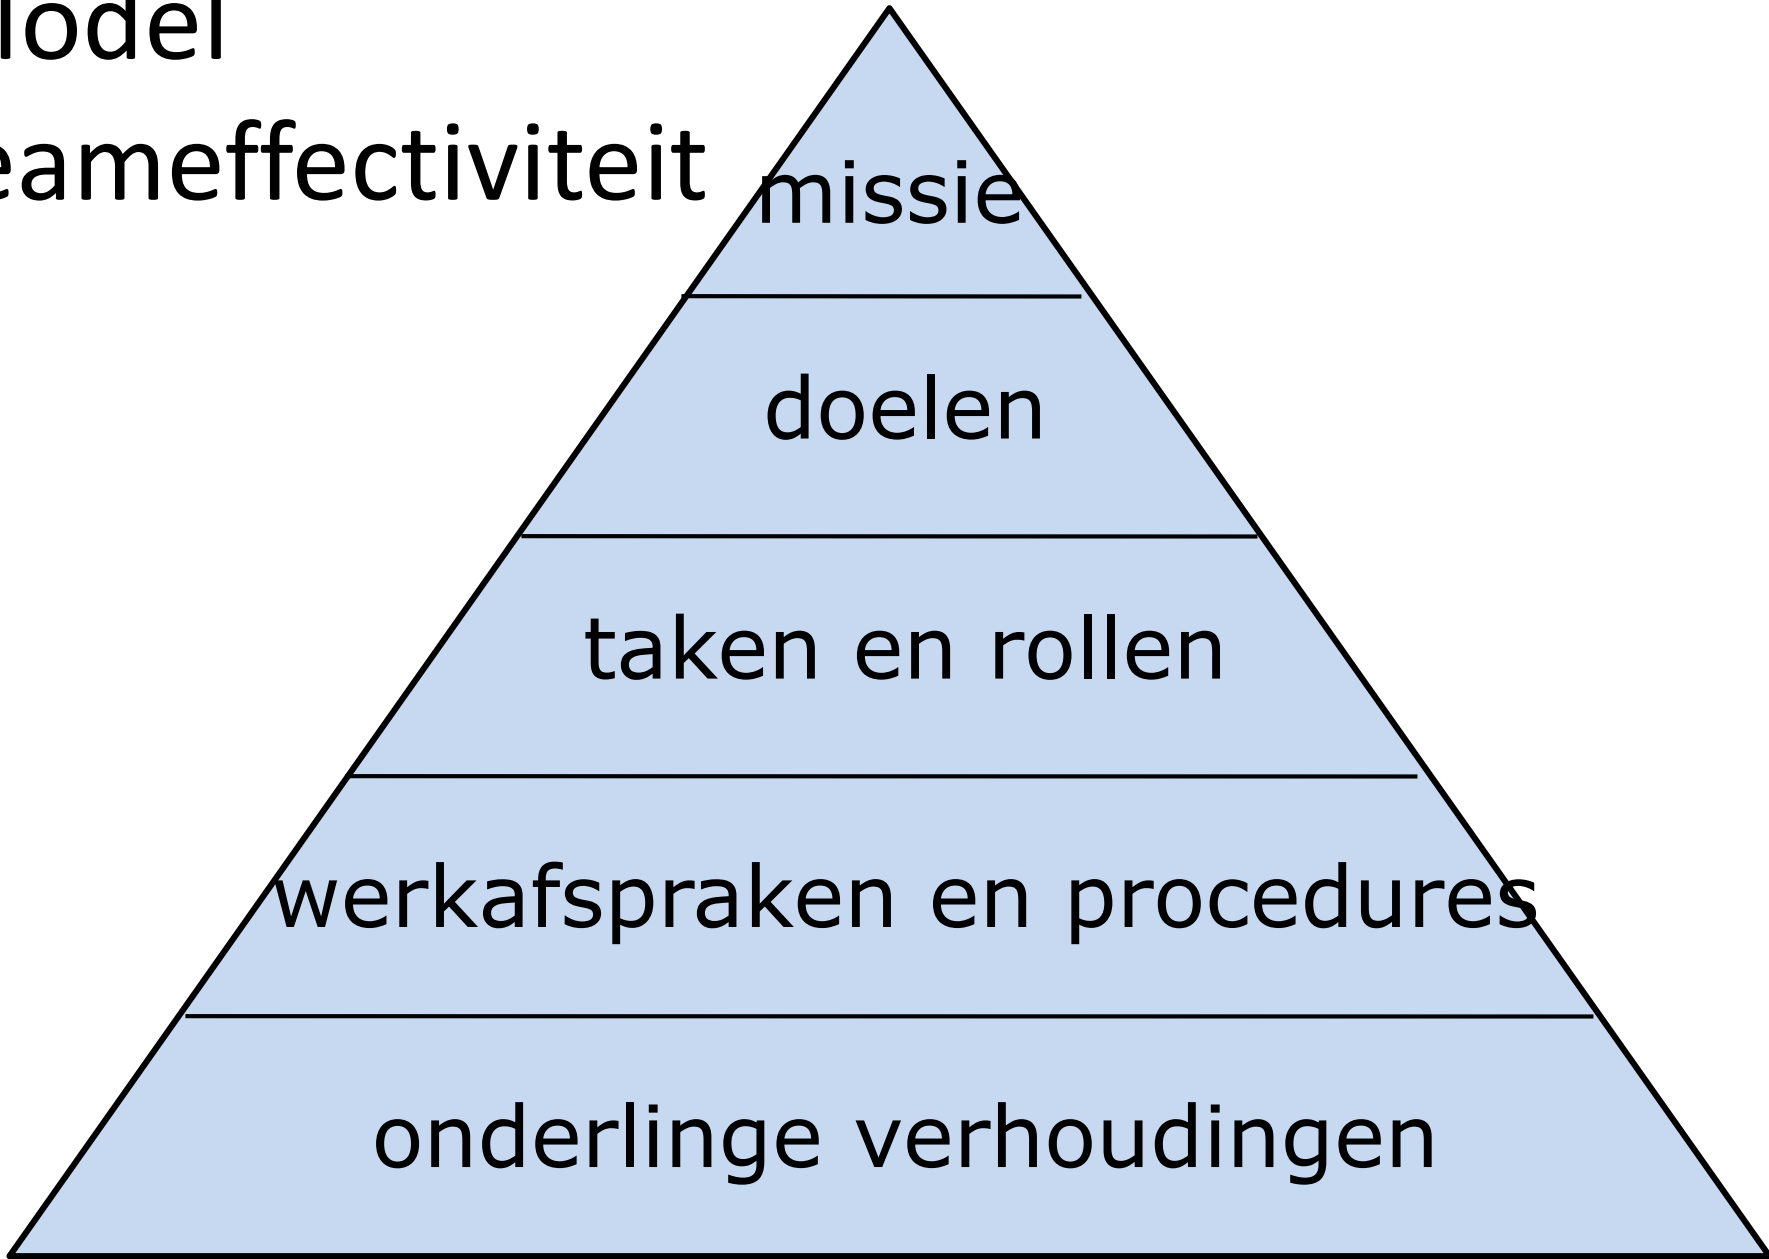 odel
eameffectiviteit
missie
doelen
taken en rollen
werkafspraken en procedures
onderlinge verhoudingen